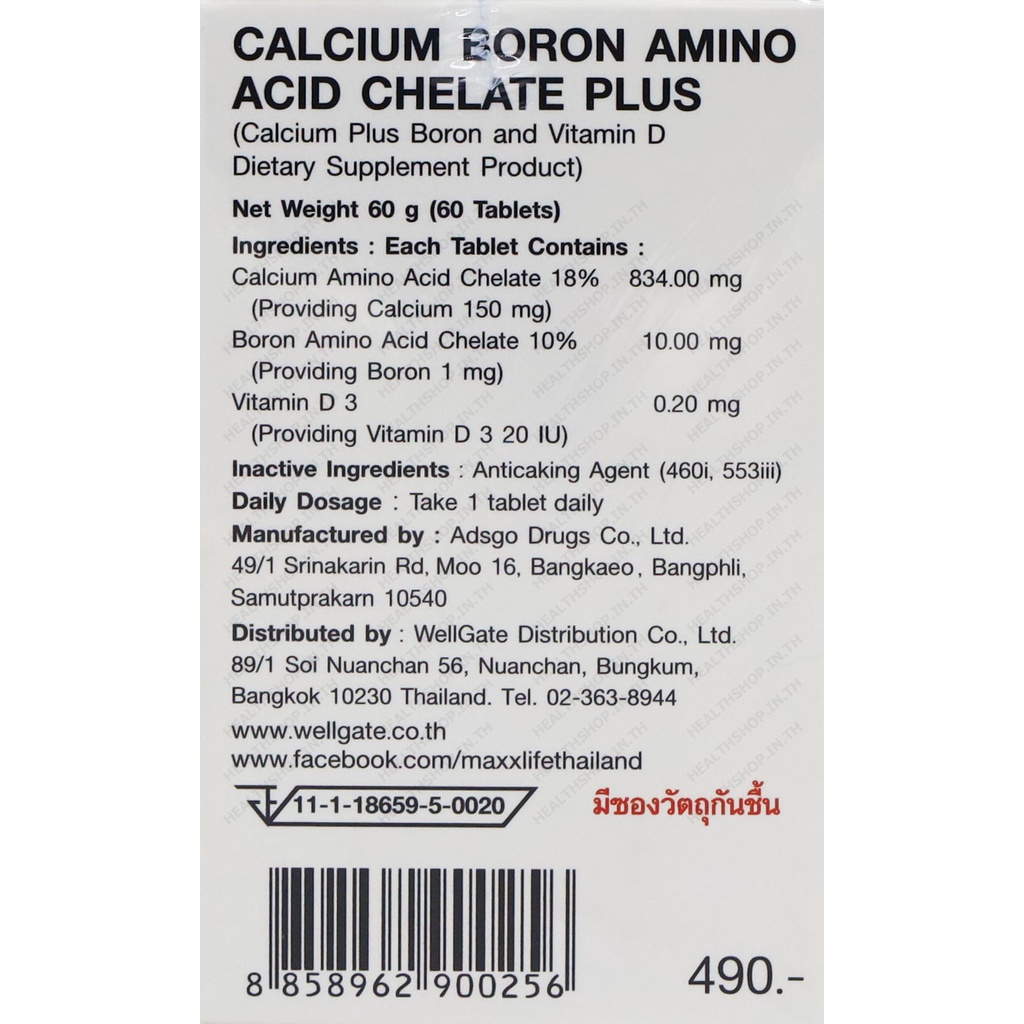 CALCIUM BORON AMINO
ACID CHELATE PLUS
(Calcium Plus Boron and Vitamin D
Dietary Supplement Product)
Net Weight 60 g (60 Tablets)
Ingredients : Each Tablet Contains :
Calcium Amino Acid Chelate 18% 834.00 mg
(Providing Calcium 150 mg)
Boron Amino Acid Chelate 10% 10.00 mg
(Providing Boron 1 mg)
Vitamin D 3 0.20 mg
(Providing Vitamin D 3 20 IU)
Inactive Ingredients : Anticaking Agent (460i, 553iii)
Daily Dosage : Take 1 tablet daily
Manufactured by : Adsgo Drugs Co., Ltd.
49/1 Srinakarin Rd, Moo 16, Bangkaeo, Bangphli,
Samutprakarn 10540
Distributed by : WellGate Distribution Co., Ltd.
89/1 Soi Nuanchan 56, Nuanchan, Bungkum,
Bangkok 10230 Thailand. Tel. 02-363-8944
www.wellgate.co.th
www.facebook.com/maxxlifethailand
11-1-18659-5-0020 มีซองวัตถุกันชื้น
8 858962 900256 490.-
HEALTHSHOP.IN.TH